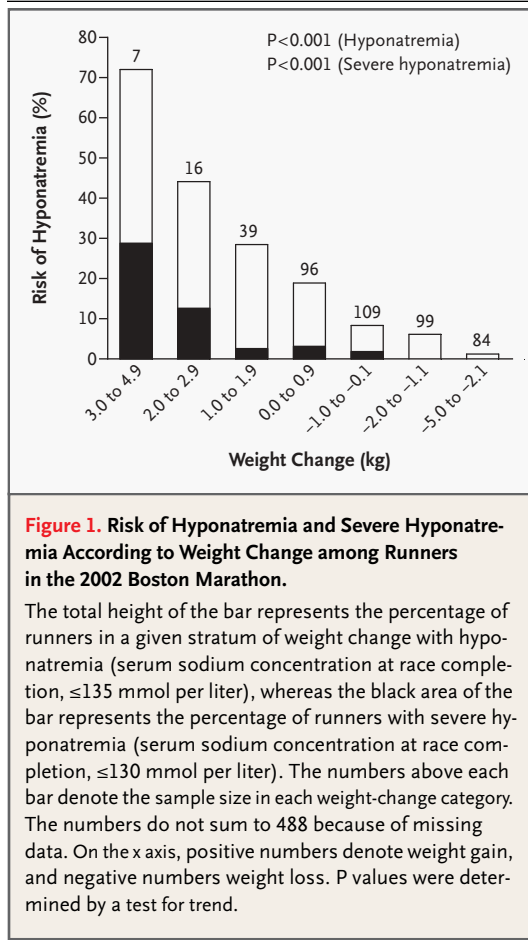 80
70
60
50
40
30
20
10
0
Risk of Hyponatremia (%)
P<0.001 (Hyponatremia)
P<0.001 (Severe hyponatremia)
7
16
39
96
109
99
84
3.0 to 4.9
2.0 to 2.9
1.0 to 1.9
0.0 to 0.9
–1.0 to –0.1
–2.0 to –1.1
–5.0 to –2.1
Weight Change (kg)
Figure 1. Risk of Hyponatremia and Severe Hyponatre-
mia According to Weight Change among Runners
in the 2002 Boston Marathon.
The total height of the bar represents the percentage of
runners in a given stratum of weight change with hypo-
natremia (serum sodium concentration at race comple-
tion, ≤135 mmol per liter), whereas the black area of the
bar represents the percentage of runners with severe hy-
ponatremia (serum sodium concentration at race com-
pletion, ≤130 mmol per liter). The numbers above each
bar denote the sample size in each weight-change category.
The numbers do not sum to 488 because of missing
data. On the x axis, positive numbers denote weight gain,
and negative numbers weight loss. P values were deter-
mined by a test for trend.